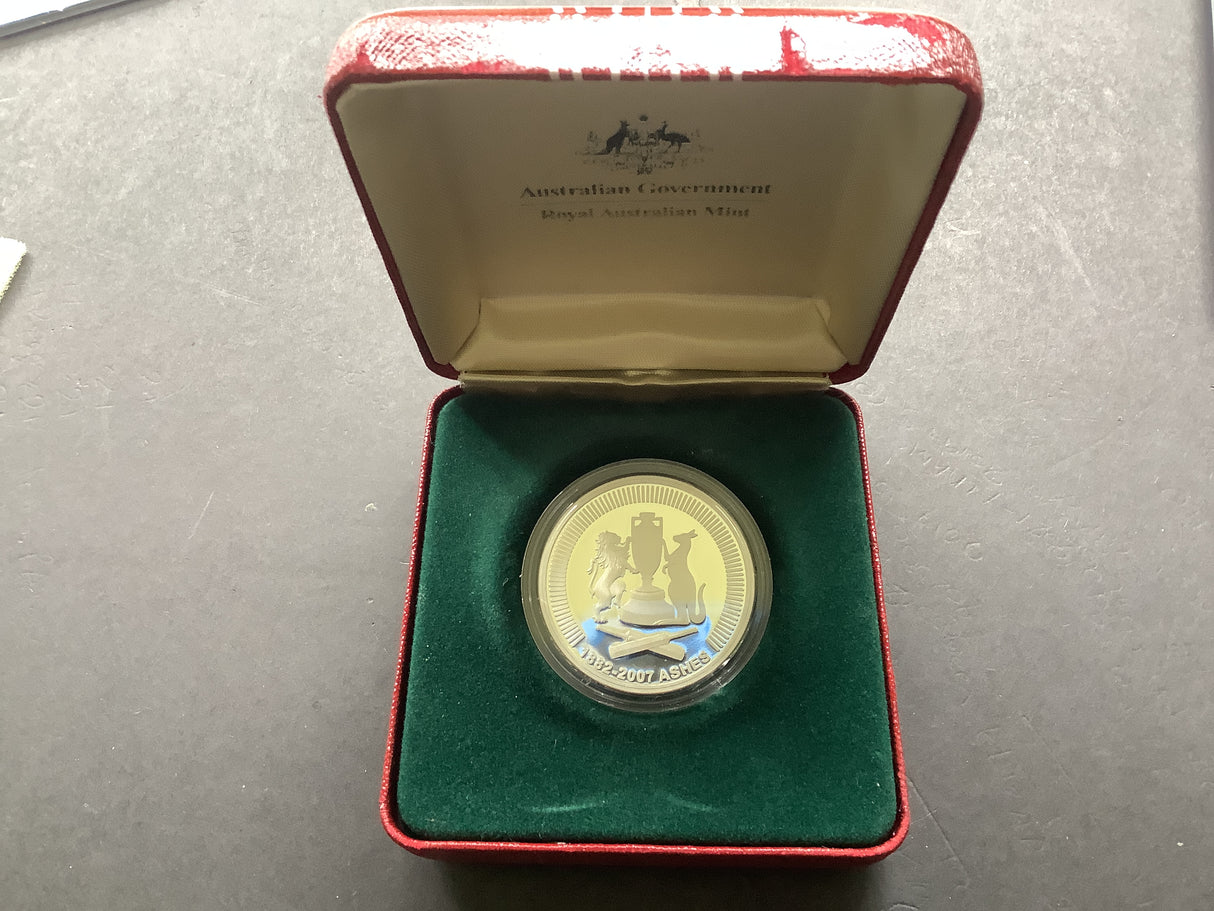 Australian Government
Royal Australian Mint
1882-2007 ASHES